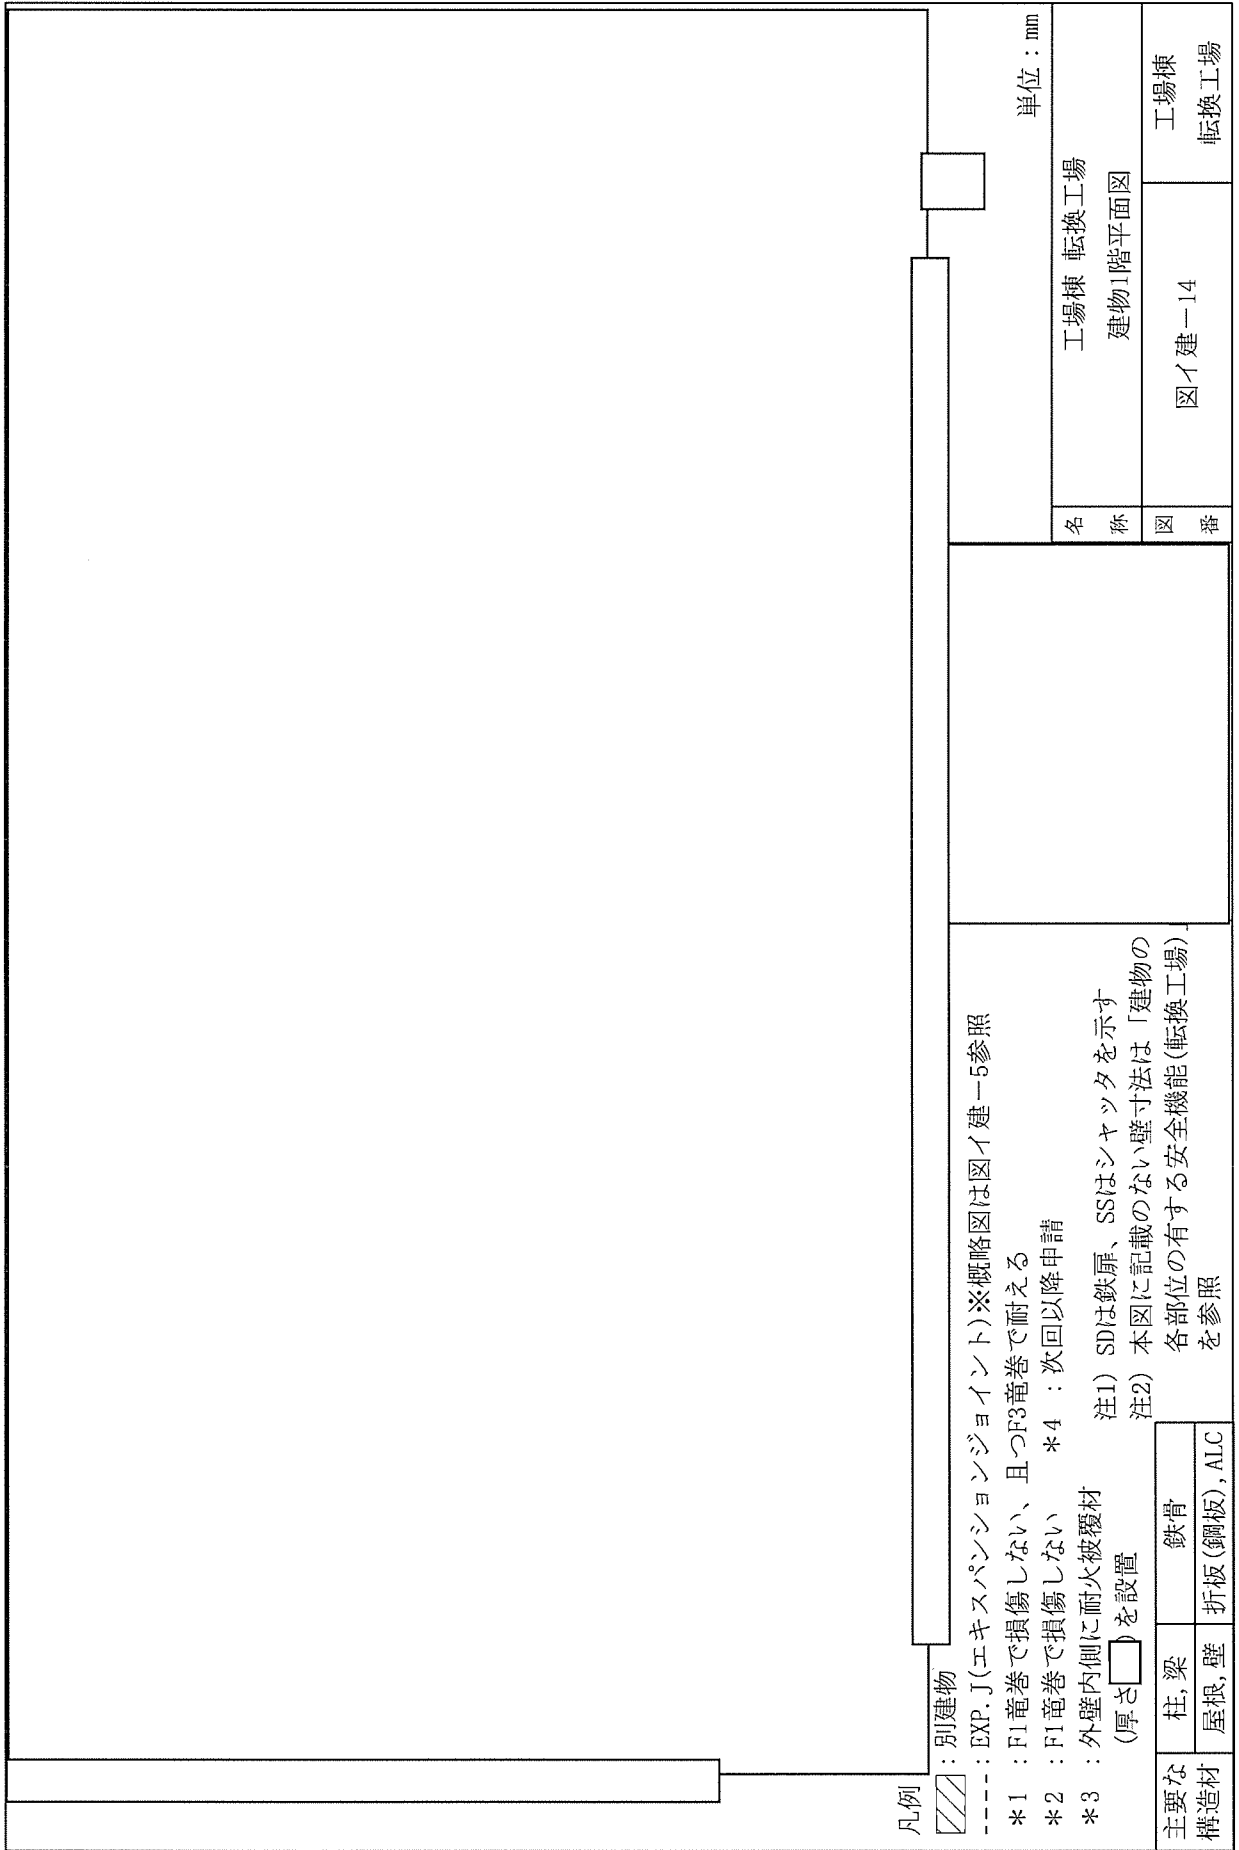 単位：mm
凡例
：別建物
----：EXP.J(エキスパンションジョイント)※概略図は図イ建－5参照
*1 ：F1竜巻で損傷しない、且つF3竜巻で耐える
*2 ：F1竜巻で損傷しない *4 ：次回以降申請
*3 ：外壁内側に耐火被覆材
(厚さ )を設置
注1) SDは鉄扉、SSはシャッタを示す
注2) 本図に記載のない壁寸法は「建物の
各部位の有する安全機能(転換工場)」
を参照
主要な
構造材
柱,梁
鉄骨
屋根,壁
折板(鋼板),ALC
名
称
工場棟 転換工場
建物1階平面図
図
番
図イ建－14
工場棟
転換工場